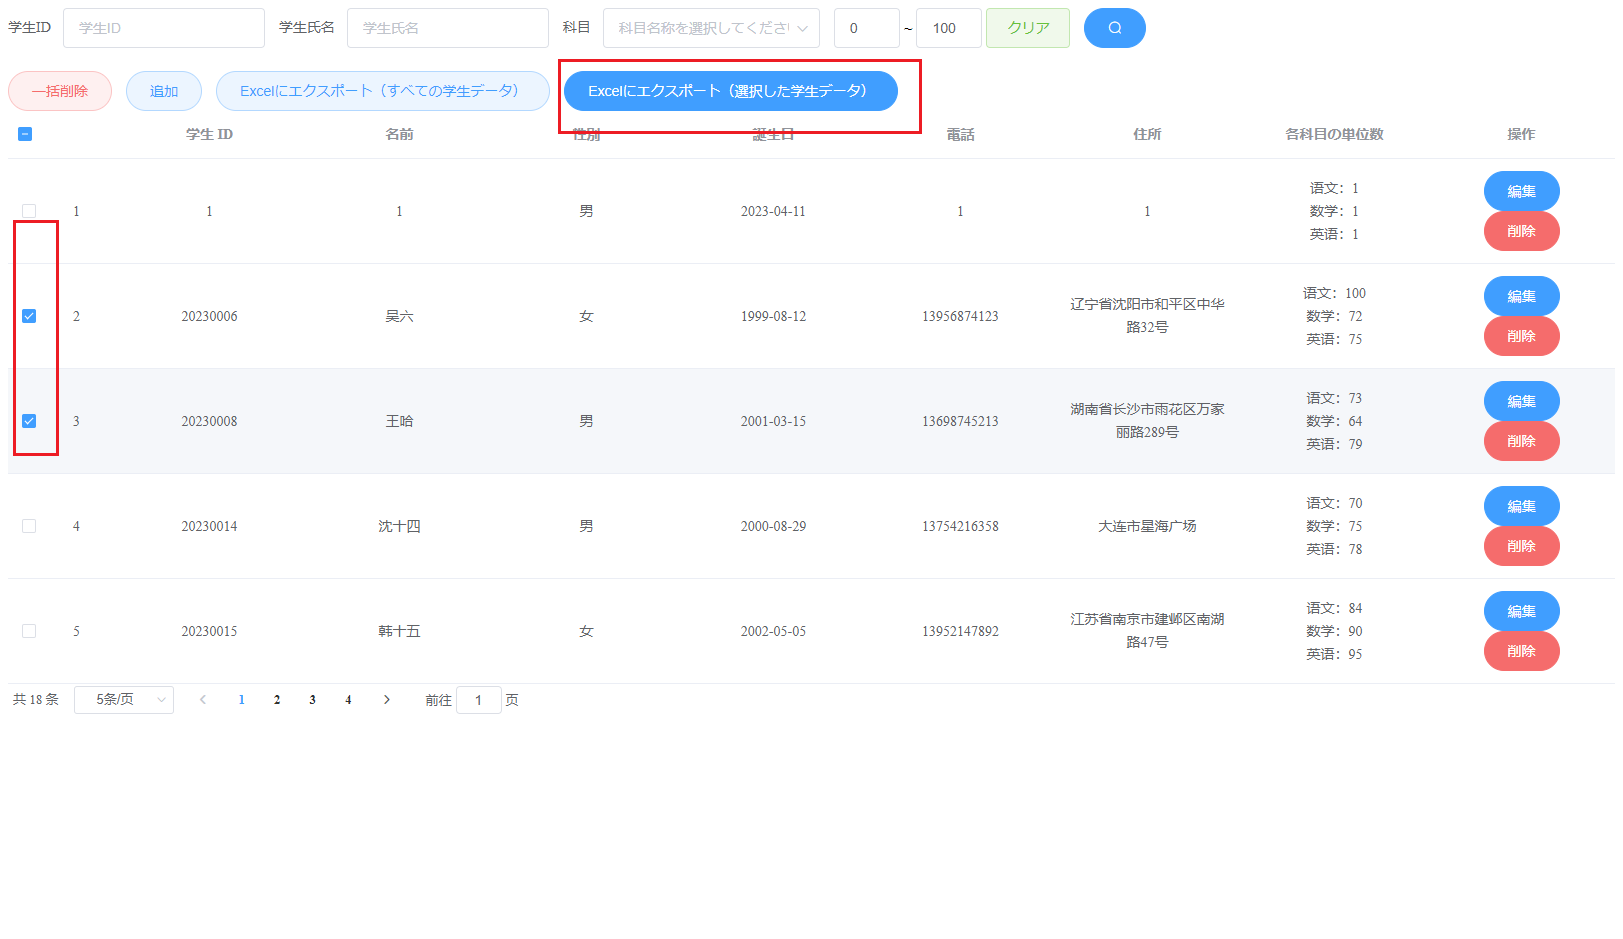 学生ID 学生ID 学生氏名 学生氏名 科目 科目名称を選択してくださ 0 ~ 100 クリア
一括削除 追加 Excelにエクスポート（すべての学生データ） Excelにエクスポート（選択した学生データ）
学生 ID 名前 性別 誕生日 電話 住所 各科目の単位数 操作
语文：1
编集
1 1 1 男 2023-04-11 1 1 数学：1
英语：1
削除
语文：100
編集
2 20230006 吴六 女 1999-08-12 13956874123 辽宁省沈阳市和平区中华
路32号
数学：72
英语：75
削除
语文：73
編集
3 20230008 王哈 男 2001-03-15 13698745213 湖南省长沙市雨花区万家
丽路289号
数学：64
英语：79
削除
语文：70
編集
4 20230014 沈十四 男 2000-08-29 13754216358 大连市星海广场 数学：75
英语：78
削除
语文：84
編集
5 20230015 韩十五 女 2002-05-05 13952147892 江苏省南京市建邺区南湖
路47号
数学：90
英语：95
削除
共 18 条 5条/页 1 2 3 4 前往 1 页